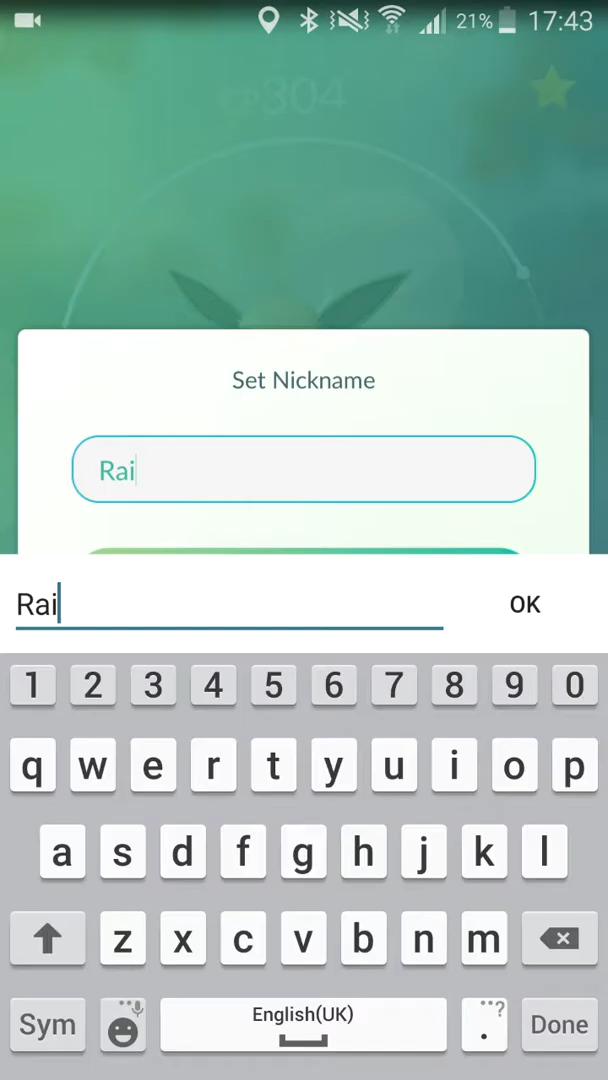 21% 17:43
CP304
Set Nickname
Rai
Rai OK
1 2 3 4 5 6 7 8 9 0
q w e r t y u i o p
a s d f g h j k l
z x c v b n m
Sym English(UK) . ? Done